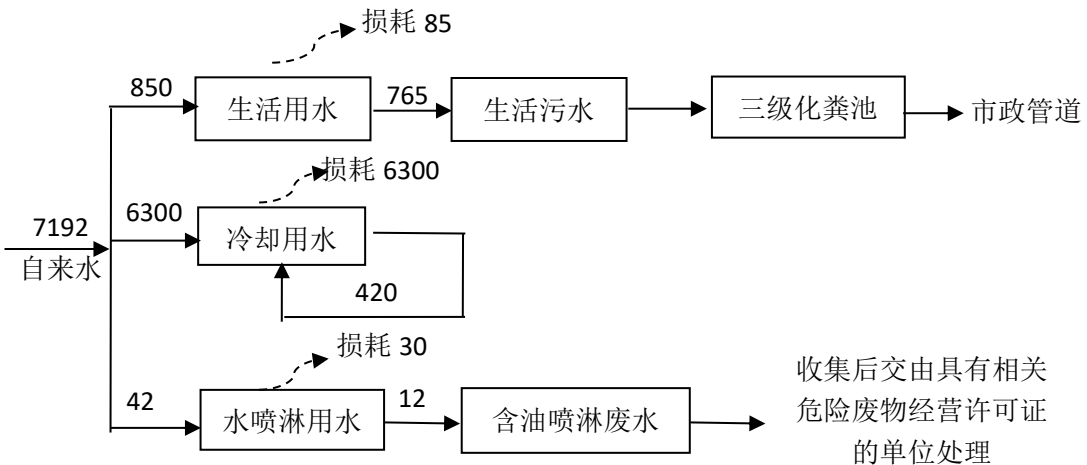 损耗 85
850
生活用水
765
生活污水
三级化粪池
市政管道
损耗 6300
7192
自来水
6300
冷却用水
420
损耗 30
42
水喷淋用水
12
含油喷淋废水
收集后交由具有相关
危险废物经营许可证
的单位处理